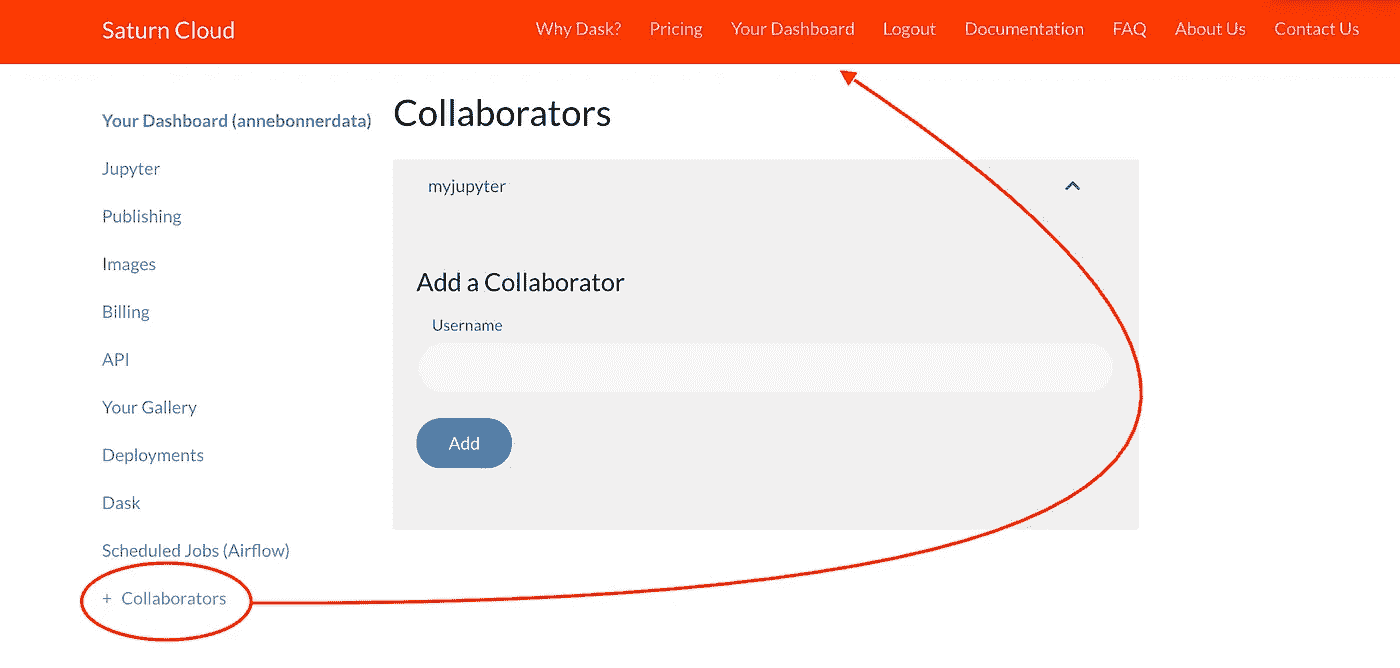 Saturn Cloud
Why Dask? Pricing Your Dashboard Logout Documentation FAQ About Us Contact Us
Your Dashboard (annebonnerdata)
Jupyter
Publishing
Images
Billing
API
Your Gallery
Deployments
Dask
Scheduled Jobs (Airflow)
+ Collaborators
Collaborators
myjupyter
Add a Collaborator
Username
Add